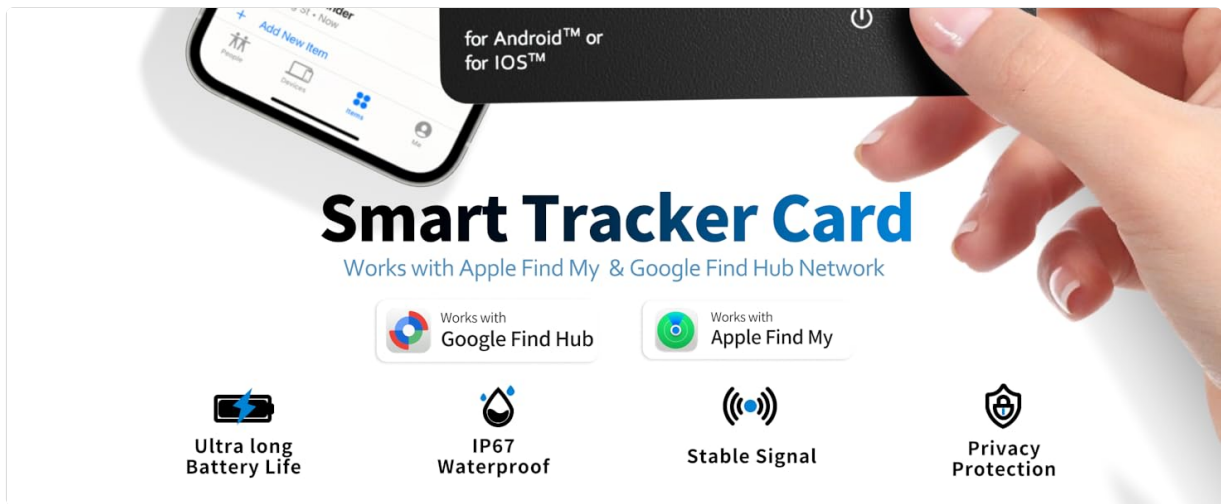 Now
Add New Item
People
Devices
Items
Me
for Android™ or
for IOS™
Smart Tracker Card
Works with Apple Find My & Google Find Hub Network
Works with
Google Find Hub
Works with
Apple Find My
Ultra long
Battery Life
IP67
Waterproof
Stable Signal
Privacy
Protection